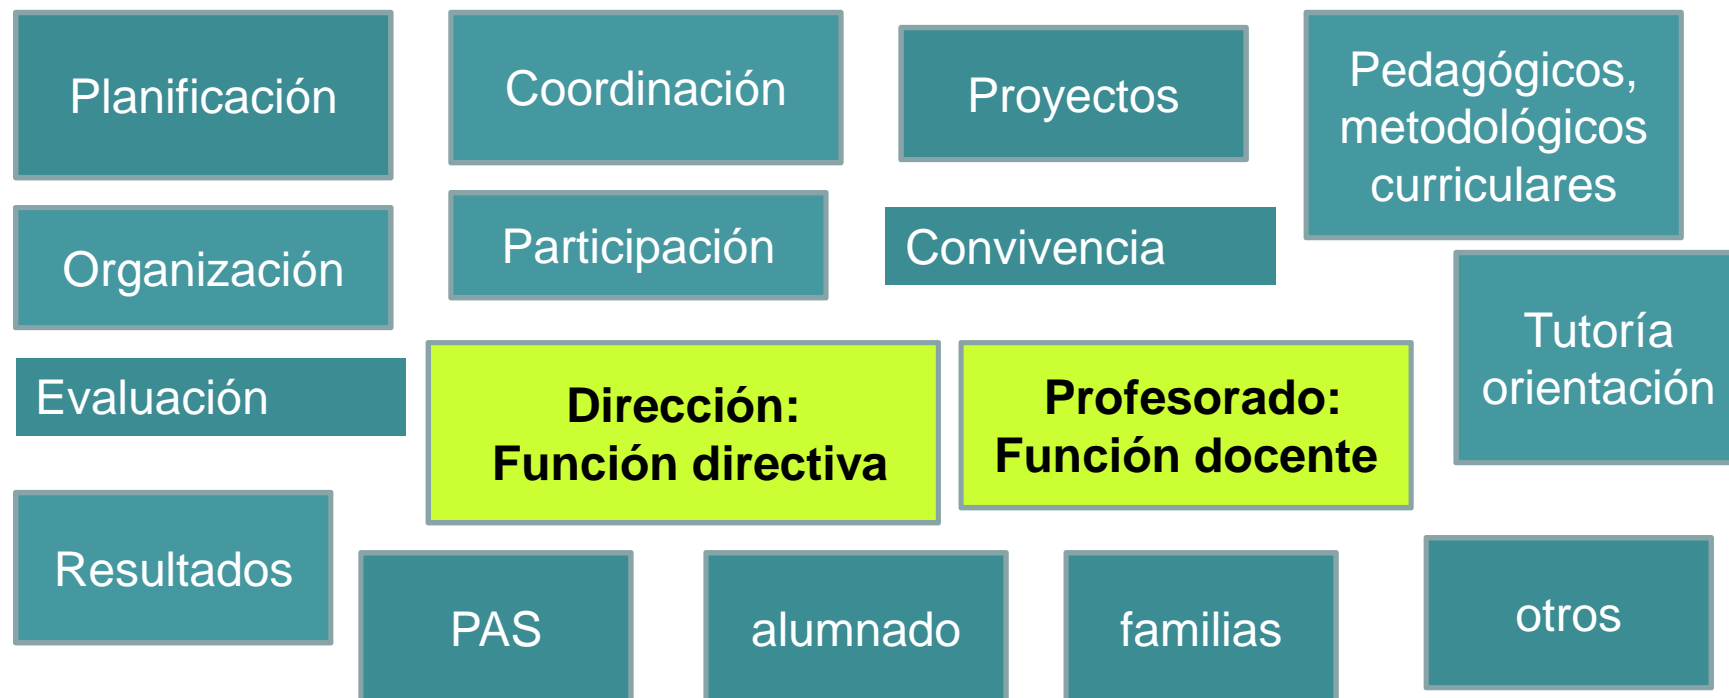 Planificación
Coordinación
Proyectos
Pedagógicos,
metodológicos
curriculares
Organización
Participación
Convivencia
Tutoría
orientación
Evaluación
Dirección:
Función directiva
Profesorado:
Función docente
Resultados
PAS
alumnado
familias
otros